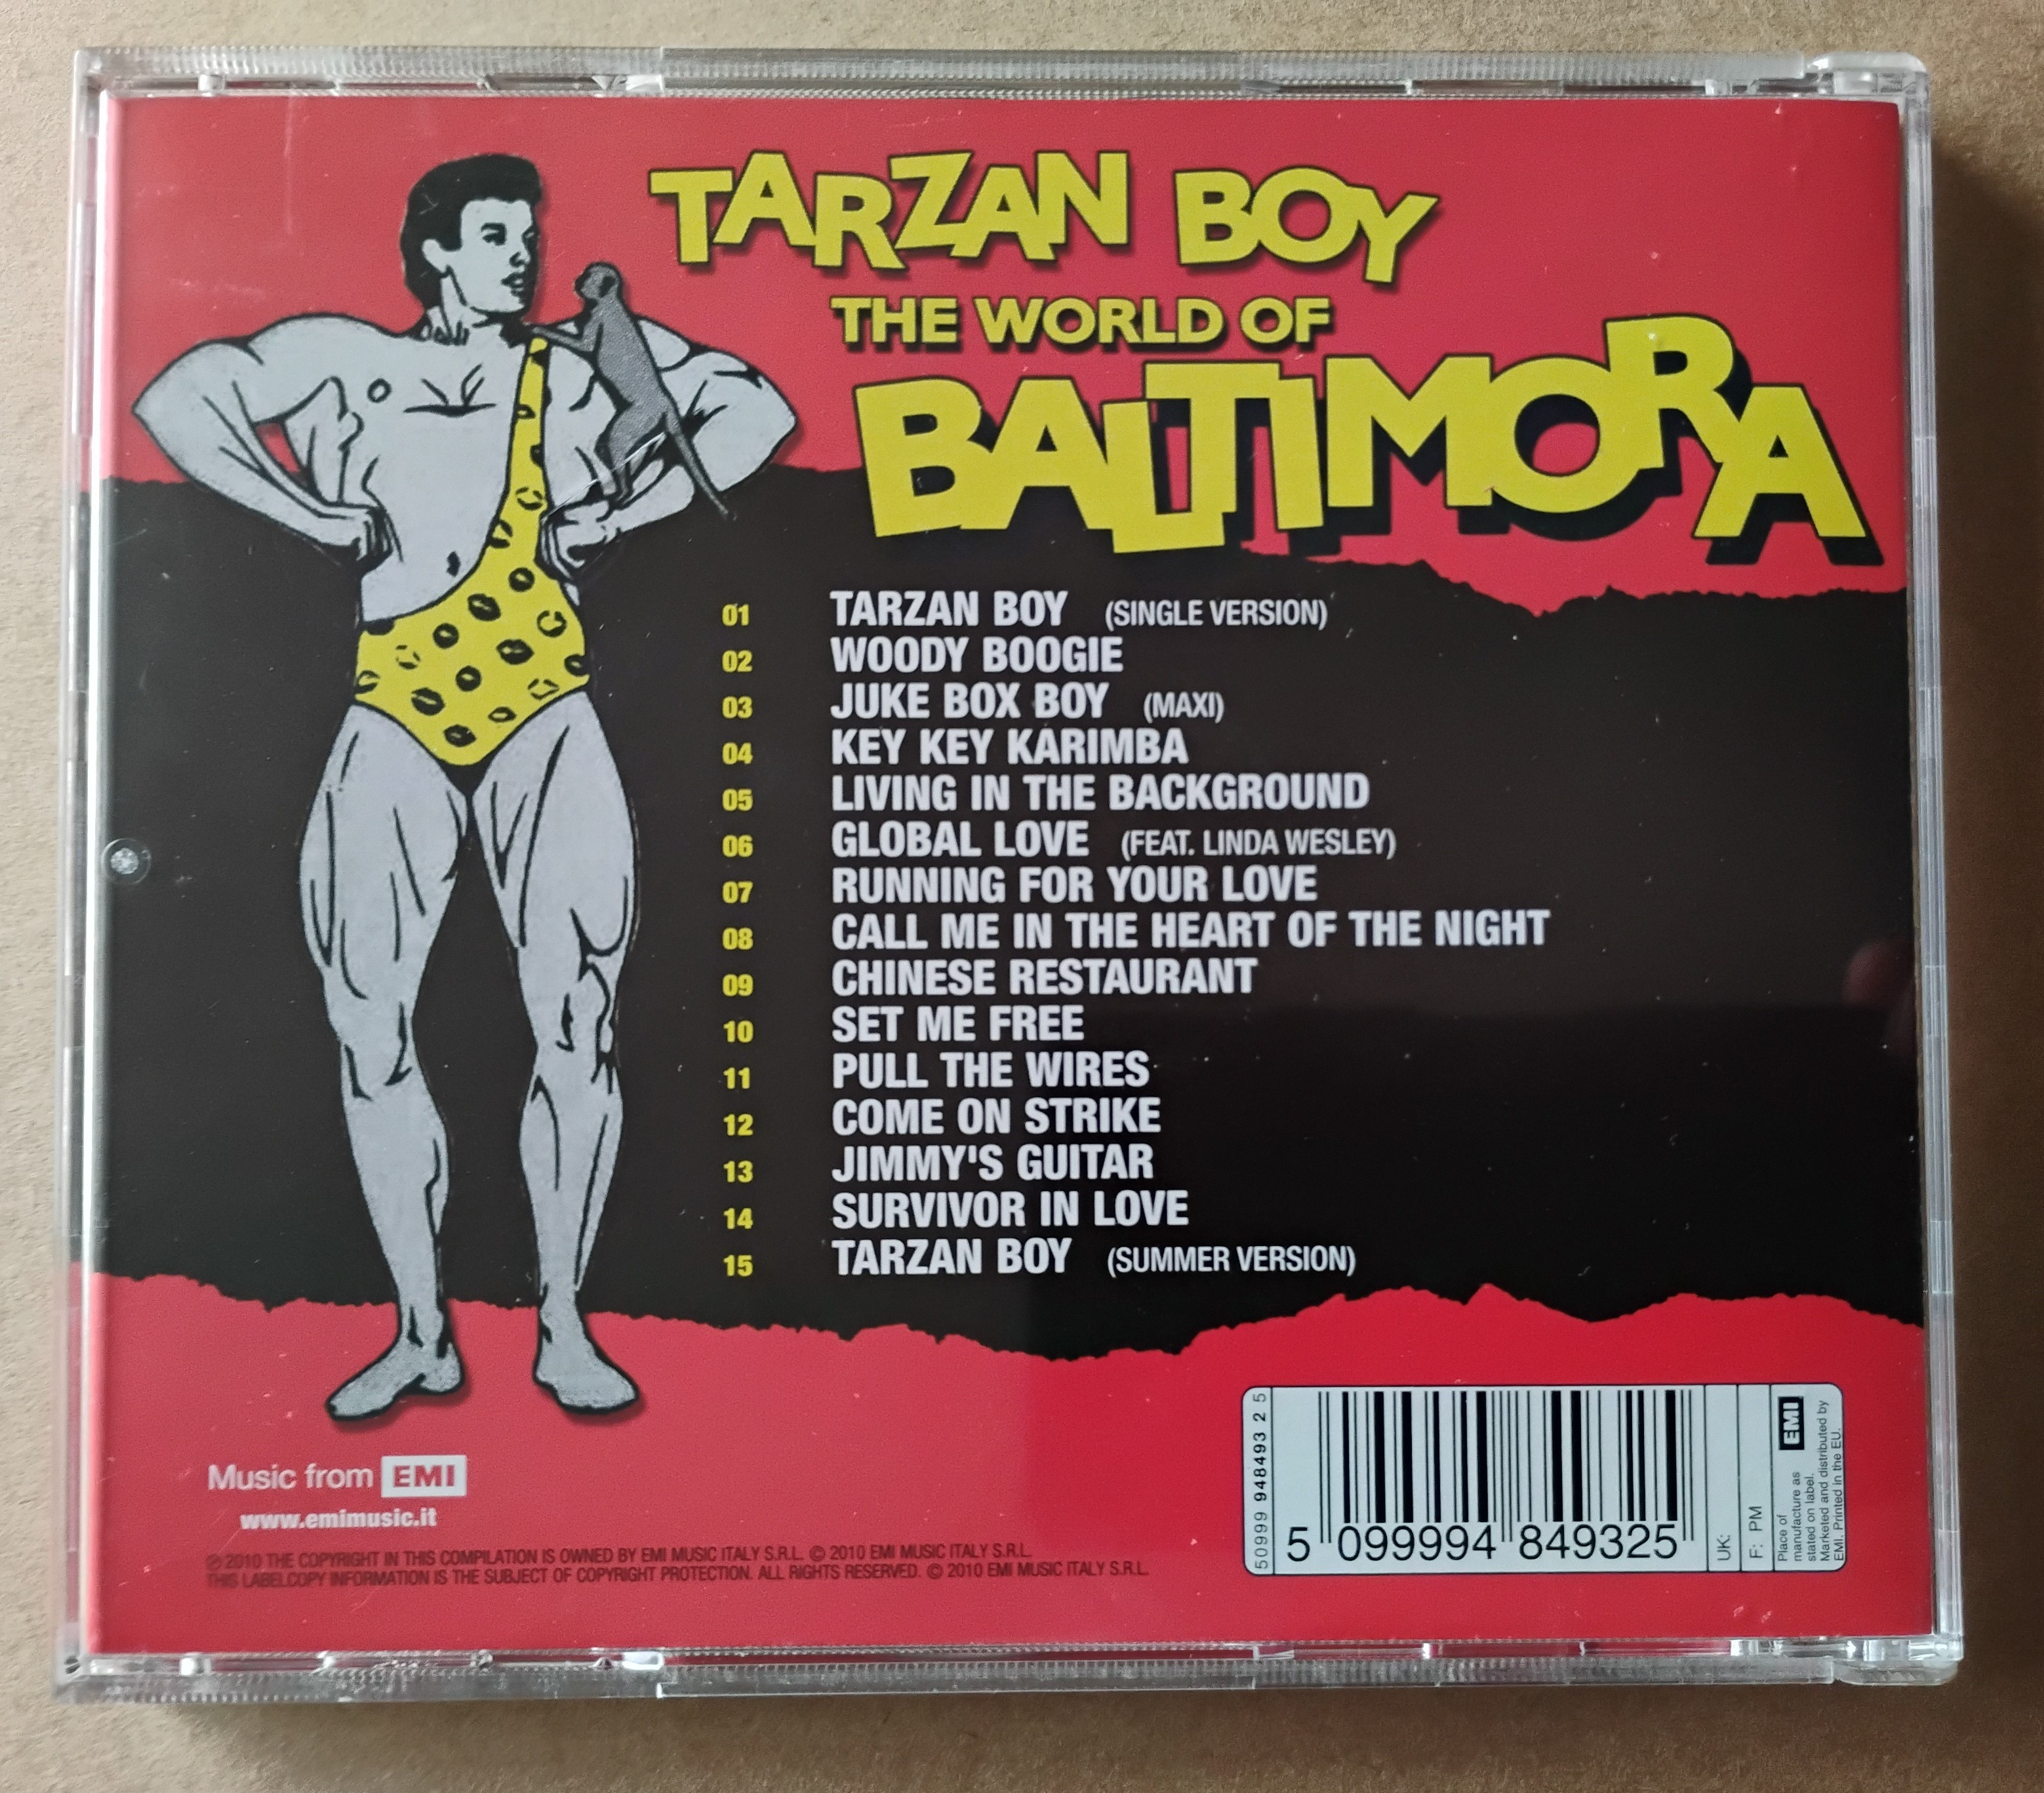 TARZAN BOY
THE WORLD OF
BALTIMORA
01 TARZAN BOY (SINGLE VERSION)
02 WOODY BOOGIE
03 JUKE BOX BOY (MAXI)
04 KEY KEY KARIMBA
05 LIVING IN THE BACKGROUND
06 GLOBAL LOVE (FEAT. LINDA WESLEY)
07 RUNNING FOR YOUR LOVE
08 CALL ME IN THE HEART OF THE NIGHT
09 CHINESE RESTAURANT
10 SET ME FREE
11 PULL THE WIRES
12 COME ON STRIKE
13 JIMMY'S GUITAR
14 SURVIVOR IN LOVE
15 TARZAN BOY (SUMMER VERSION)
Music from EMI
www.emimusic.it
℗ 2010 THE COPYRIGHT IN THIS COMPILATION IS OWNED BY EMI MUSIC ITALY S.R.L. © 2010 EMI MUSIC ITALY S.R.L.
THIS LABELCOPY INFORMATION IS THE SUBJECT OF COPYRIGHT PROTECTION. ALL RIGHTS RESERVED. © 2010 EMI MUSIC ITALY S.R.L.
50999 948493 2 5
5 099994 849325
UK:
F: PM
EMI
Place of
manufacture as
stated on label.
Marketed and distributed by
EMI. Printed in the EU.